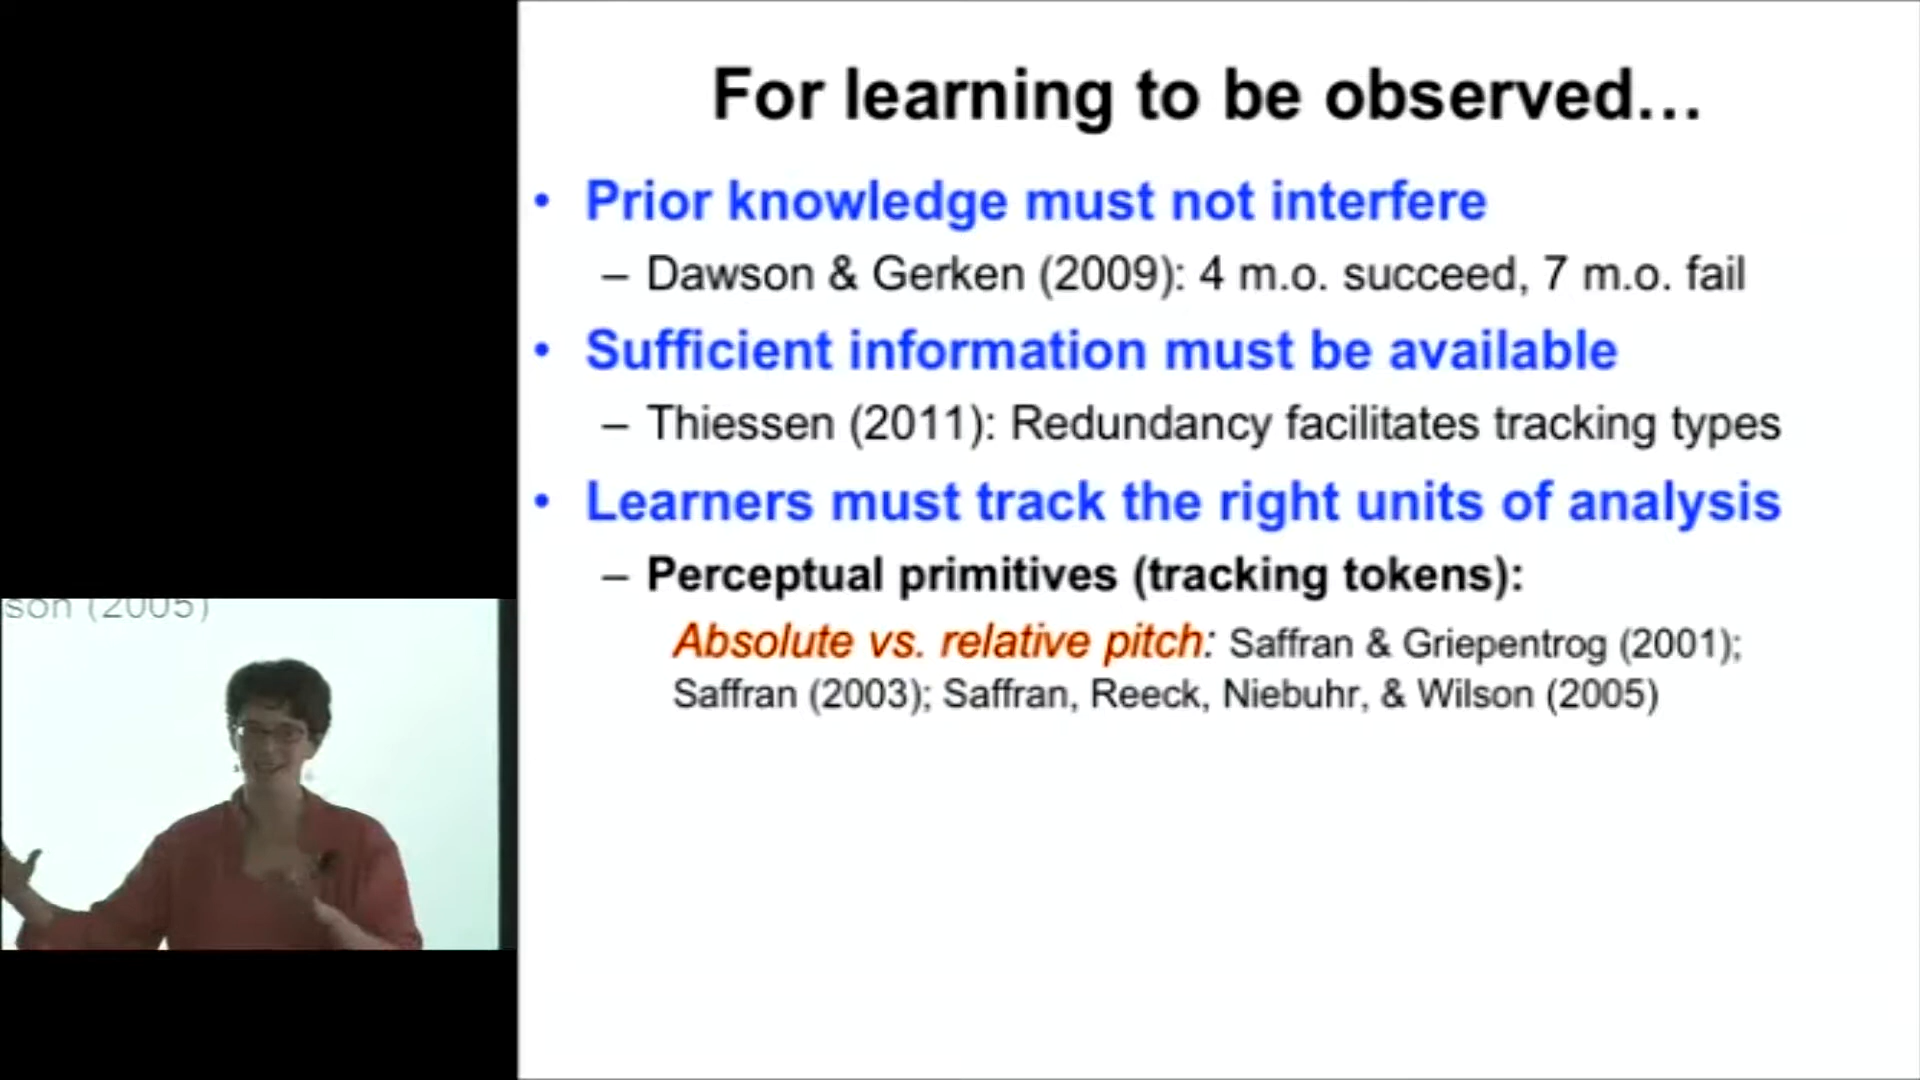 For learning to be observed…
• Prior knowledge must not interfere
– Dawson & Gerken (2009): 4 m.o. succeed, 7 m.o. fail
• Sufficient information must be available
– Thiessen (2011): Redundancy facilitates tracking types
• Learners must track the right units of analysis
– Perceptual primitives (tracking tokens):
Absolute vs. relative pitch: Saffran & Griepentrog (2001);
Saffran (2003); Saffran, Reeck, Niebuhr, & Wilson (2005)
son (2005)